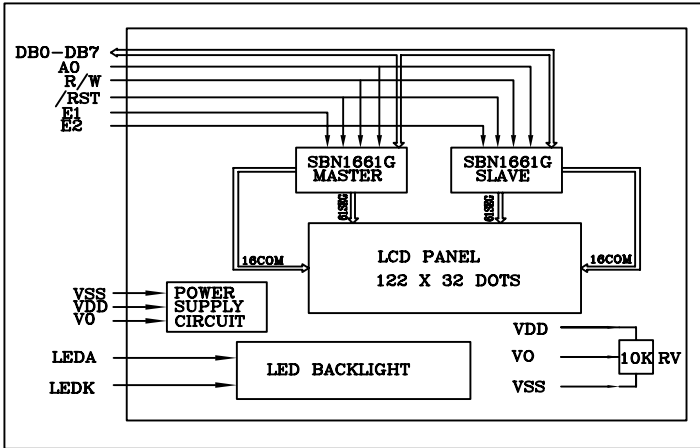 DB0-DB7
A0
R/W
/RST
E1
E2
SBN1661G
MASTER
SBN1661G
SLAVE
61SEG
61SEG
LCD PANEL
122 X 32 DOTS
16COM
16COM
VSS
VDD
V0
POWER
SUPPLY
CIRCUIT
LEDA
LEDK
LED BACKLIGHT
VDD
VO
VSS
10K RV